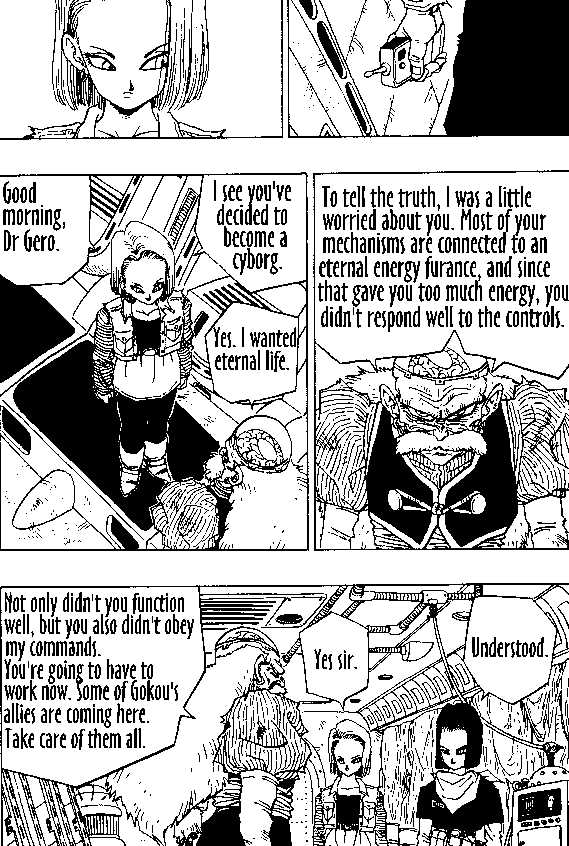 Good
morning,
Dr Gero.
I see you've
decided to
become a
cyborg.
Yes. I wanted
eternal life.
To tell the truth, I was a little
worried about you. Most of your
mechanisms are connected to an
eternal energy furance, and since
that gave you too much energy, you
didn't respond well to the controls.
Not only didn't you function
well, but you also didn't obey
my commands.
You're going to have to
work now. Some of Gokou's
allies are coming here.
Take care of them all.
Yes sir.
Understood.